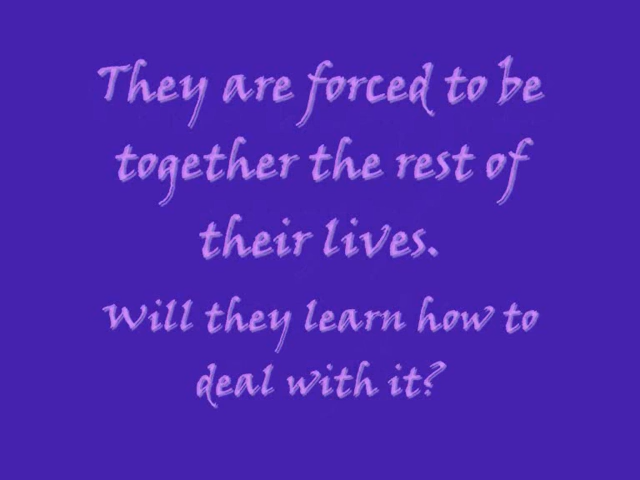 They are forced to be
together the rest of
their lives.
Will they learn how to
deal with it?